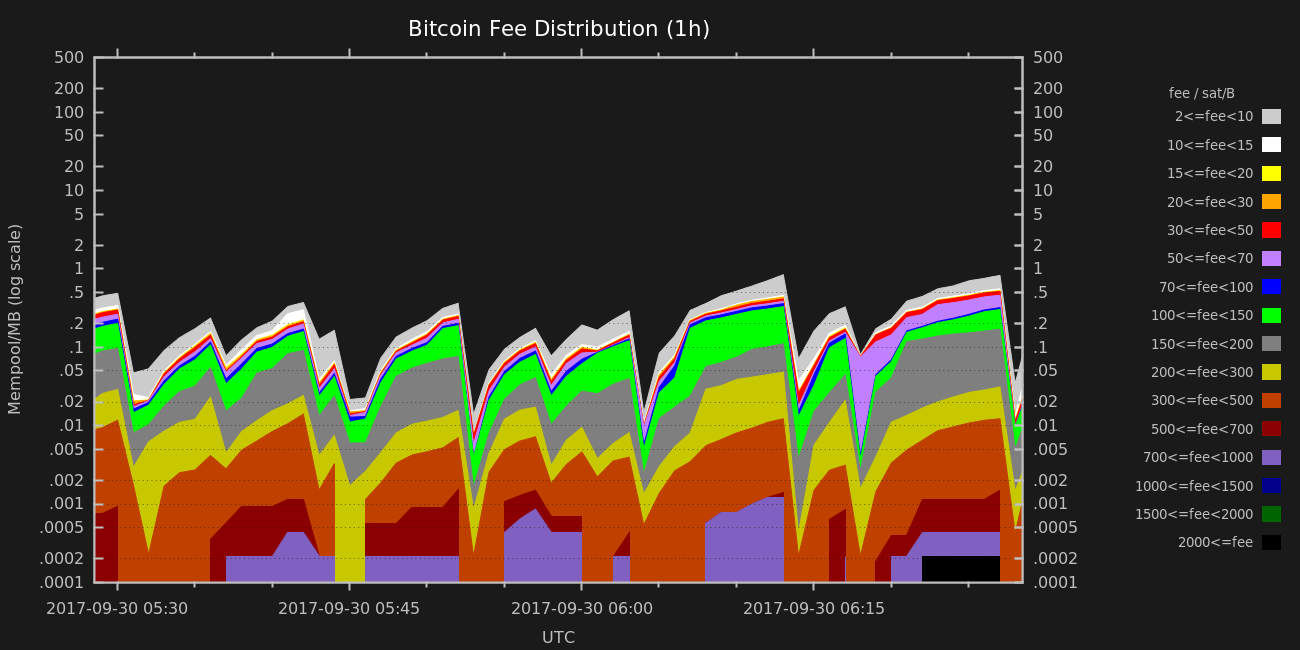 Bitcoin Fee Distribution (1h)
500 500
200 200
100 100
50 50
20 20
10 10
5 5
2 2
1 1
.5 .5
.2 .2
.1 .1
.05 .05
.02 .02
.01 .01
.005 .005
.002 .002
.001 .001
.0005 .0005
.0002 .0002
.0001 .0001
Mempool/MB (log scale)
2017-09-30 05:30 2017-09-30 05:45 2017-09-30 06:00 2017-09-30 06:15
UTC
fee / sat/B
2<=fee<10
10<=fee<15
15<=fee<20
20<=fee<30
30<=fee<50
50<=fee<70
70<=fee<100
100<=fee<150
150<=fee<200
200<=fee<300
300<=fee<500
500<=fee<700
700<=fee<1000
1000<=fee<1500
1500<=fee<2000
2000<=fee